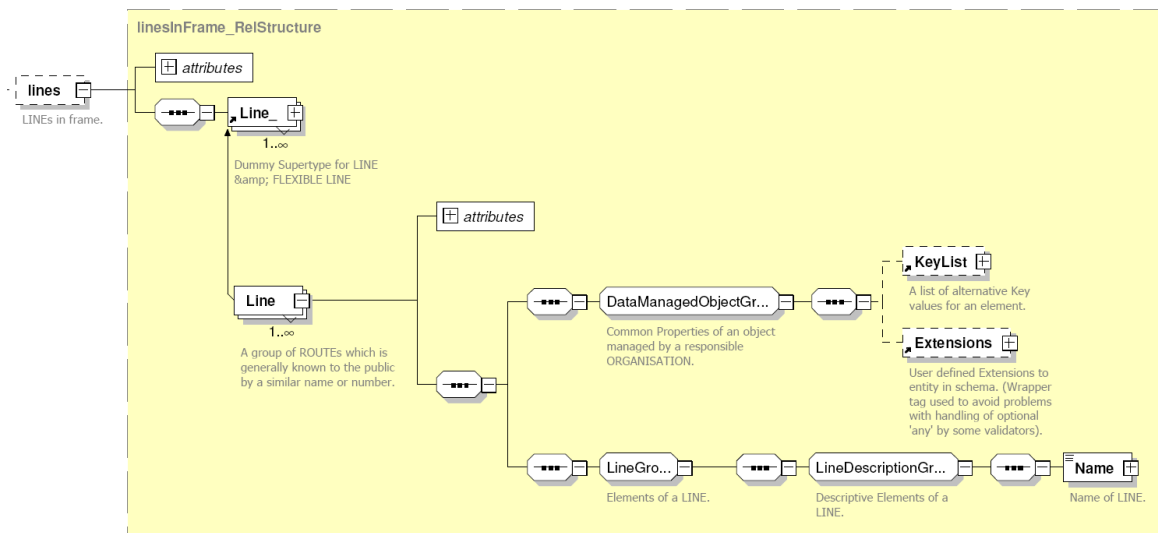 linesInFrame_RelStructure
attributes
lines
LINEs in frame.
Line_
1..∞
Dummy Supertype for LINE
&amp; FLEXIBLE LINE
attributes
Line
1..∞
A group of ROUTEs which is
generally known to the public
by a similar name or number.
DataManagedObjectGr...
Common Properties of an object
managed by a responsible
ORGANISATION.
KeyList
A list of alternative Key
values for an element.
Extensions
User defined Extensions to
entity in schema. (Wrapper
tag used to avoid problems
with handling of optional
'any' by some validators).
LineGro...
Elements of a LINE.
LineDescriptionGr...
Descriptive Elements of a
LINE.
Name
Name of LINE.